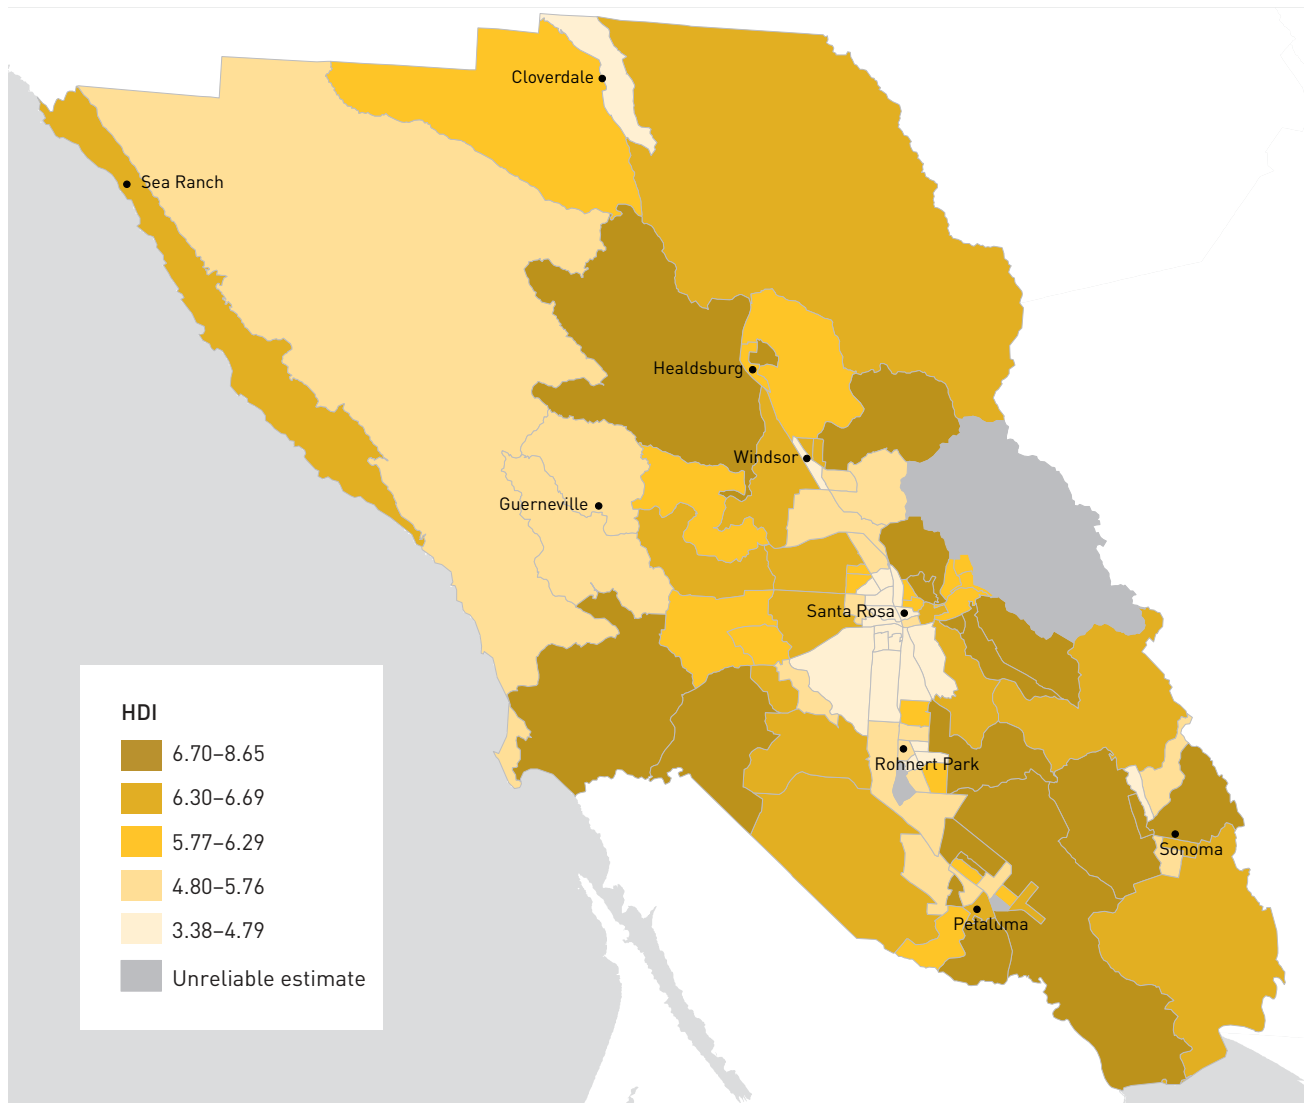 Cloverdale
Sea Ranch
Healdsburg
Windsor
Guerneville
Santa Rosa
Rohnert Park
Sonoma
Petaluma
HDI
6.70–8.65
6.30–6.69
5.77–6.29
4.80–5.76
3.38–4.79
Unreliable estimate